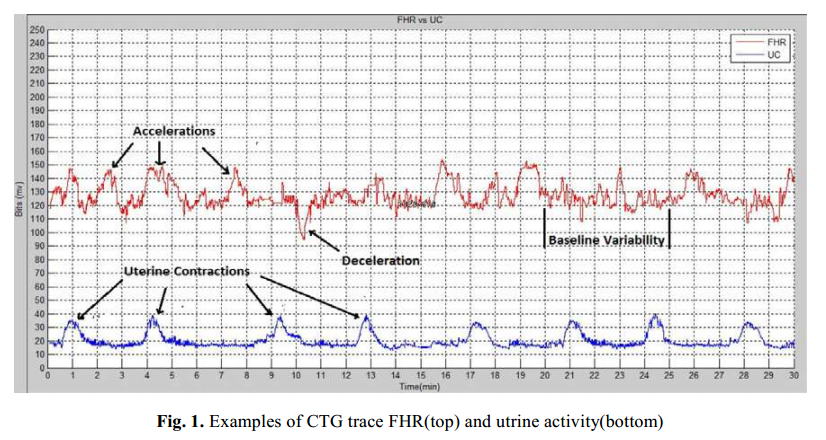 FHR vs UC
250
240
230
220
210
200
190
180
170
160
150
140
130
120
110
100
90
80
70
60
50
40
30
20
10
0
Bits (mv)
FHR
UC
Accelerations
Deceleration
Baseline Variability
Uterine Contractions
0 1 2 3 4 5 6 7 8 9 10 11 12 13 14 15 16 17 18 19 20 21 22 23 24 25 26 27 28 29 30
Time(min)
Fig. 1. Examples of CTG trace FHR(top) and utrine activity(bottom)